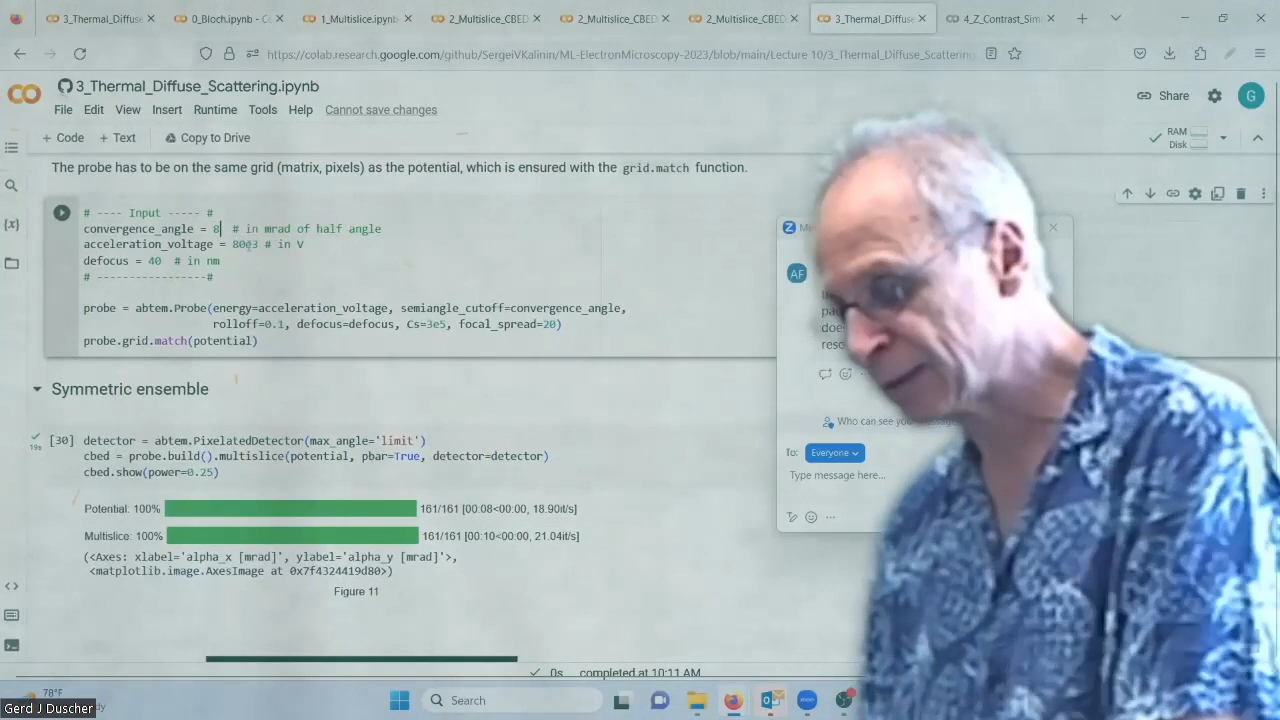 3_Thermal_Diffuse
0_Bloch.ipynb - C
1_Multislice.ipynb
2_Multislice_CBED
2_Multislice_CBED
2_Multislice_CBED
3_Thermal_Diffuse
4_Z_Contrast_Sim
https://colab.research.google.com/github/SergeiVKalinin/ML-ElectronMicroscopy-2023/blob/main/Lecture 10/3_Thermal_Diffuse_Scattering
3_Thermal_Diffuse_Scattering.ipynb
File Edit View Insert Runtime Tools Help Cannot save changes
Share
G
+ Code + Text Copy to Drive
RAM
Disk
The probe has to be on the same grid (matrix, pixels) as the potential, which is ensured with the grid.match function.
# ---- Input ----- #
convergence_angle = 8 # in mrad of half angle
acceleration_voltage = 80e3 # in V
defocus = 40 # in nm
# ----------------#
probe = abtem.Probe(energy=acceleration_voltage, semiangle_cutoff=convergence_angle,
rolloff=0.1, defocus=defocus, Cs=3e5, focal_spread=20)
probe.grid.match(potential)
AF
Who can see you
To: Everyone
Type message here...
Symmetric ensemble
19s
[30] detector = abtem.PixelatedDetector(max_angle='limit')
cbed = probe.build().multislice(potential, pbar=True, detector=detector)
cbed.show(power=0.25)
Potential: 100% 161/161 [00:08<00:00, 18.90it/s]
Multislice: 100% 161/161 [00:10<00:00, 21.04it/s]
(<Axes: xlabel='alpha_x [mrad]', ylabel='alpha_y [mrad]'>,
<matplotlib.image.AxesImage at 0x7f4324419d80>)
Figure 11
0s completed at 10:11 AM
78°F
Search
Gerd J Duscher